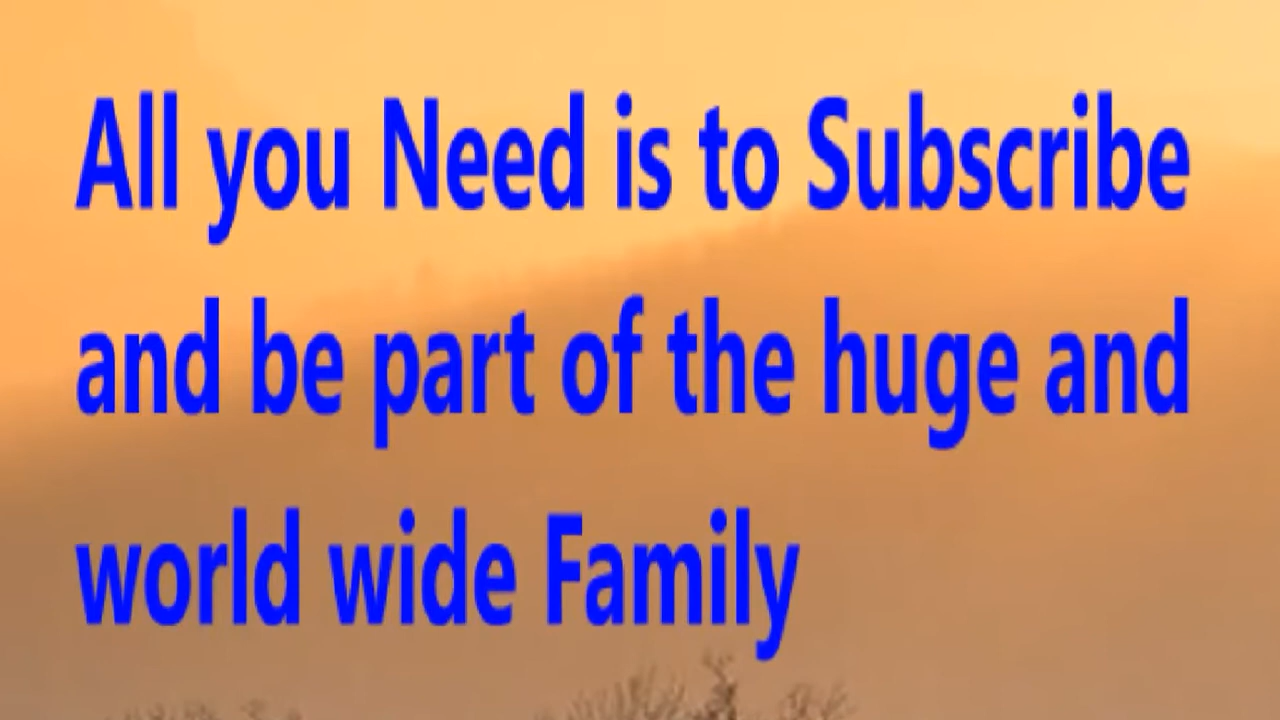 All you Need is to Subscribe
and be part of the huge and
world wide Family